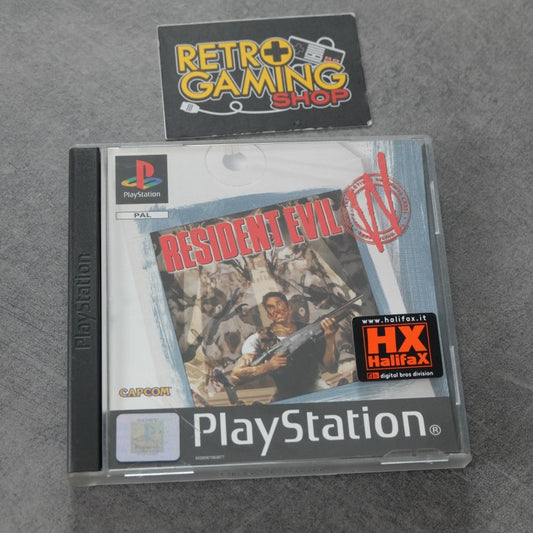 RETRO
GAMING
SHOP
PlayStation
PlayStation
PAL
RESIDENT EVIL
W
www.halifax.it
HX
HalifaX
digital bros division
CAPCOM
PlayStation®